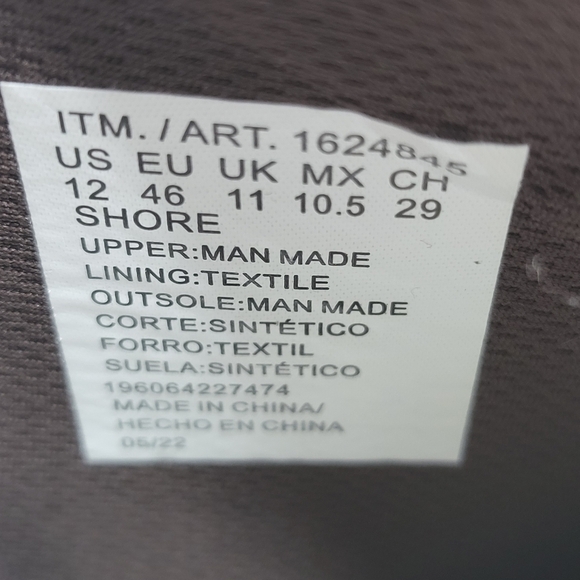 ITM. / ART. 1624845
US EU UK MX CH
12 46 11 10.5 29
SHORE
UPPER:MAN MADE
LINING:TEXTILE
OUTSOLE:MAN MADE
CORTE:SINTÉTICO
FORRO:TEXTIL
SUELA:SINTÉTICO
196064227474
MADE IN CHINA/
HECHO EN CHINA
05/22